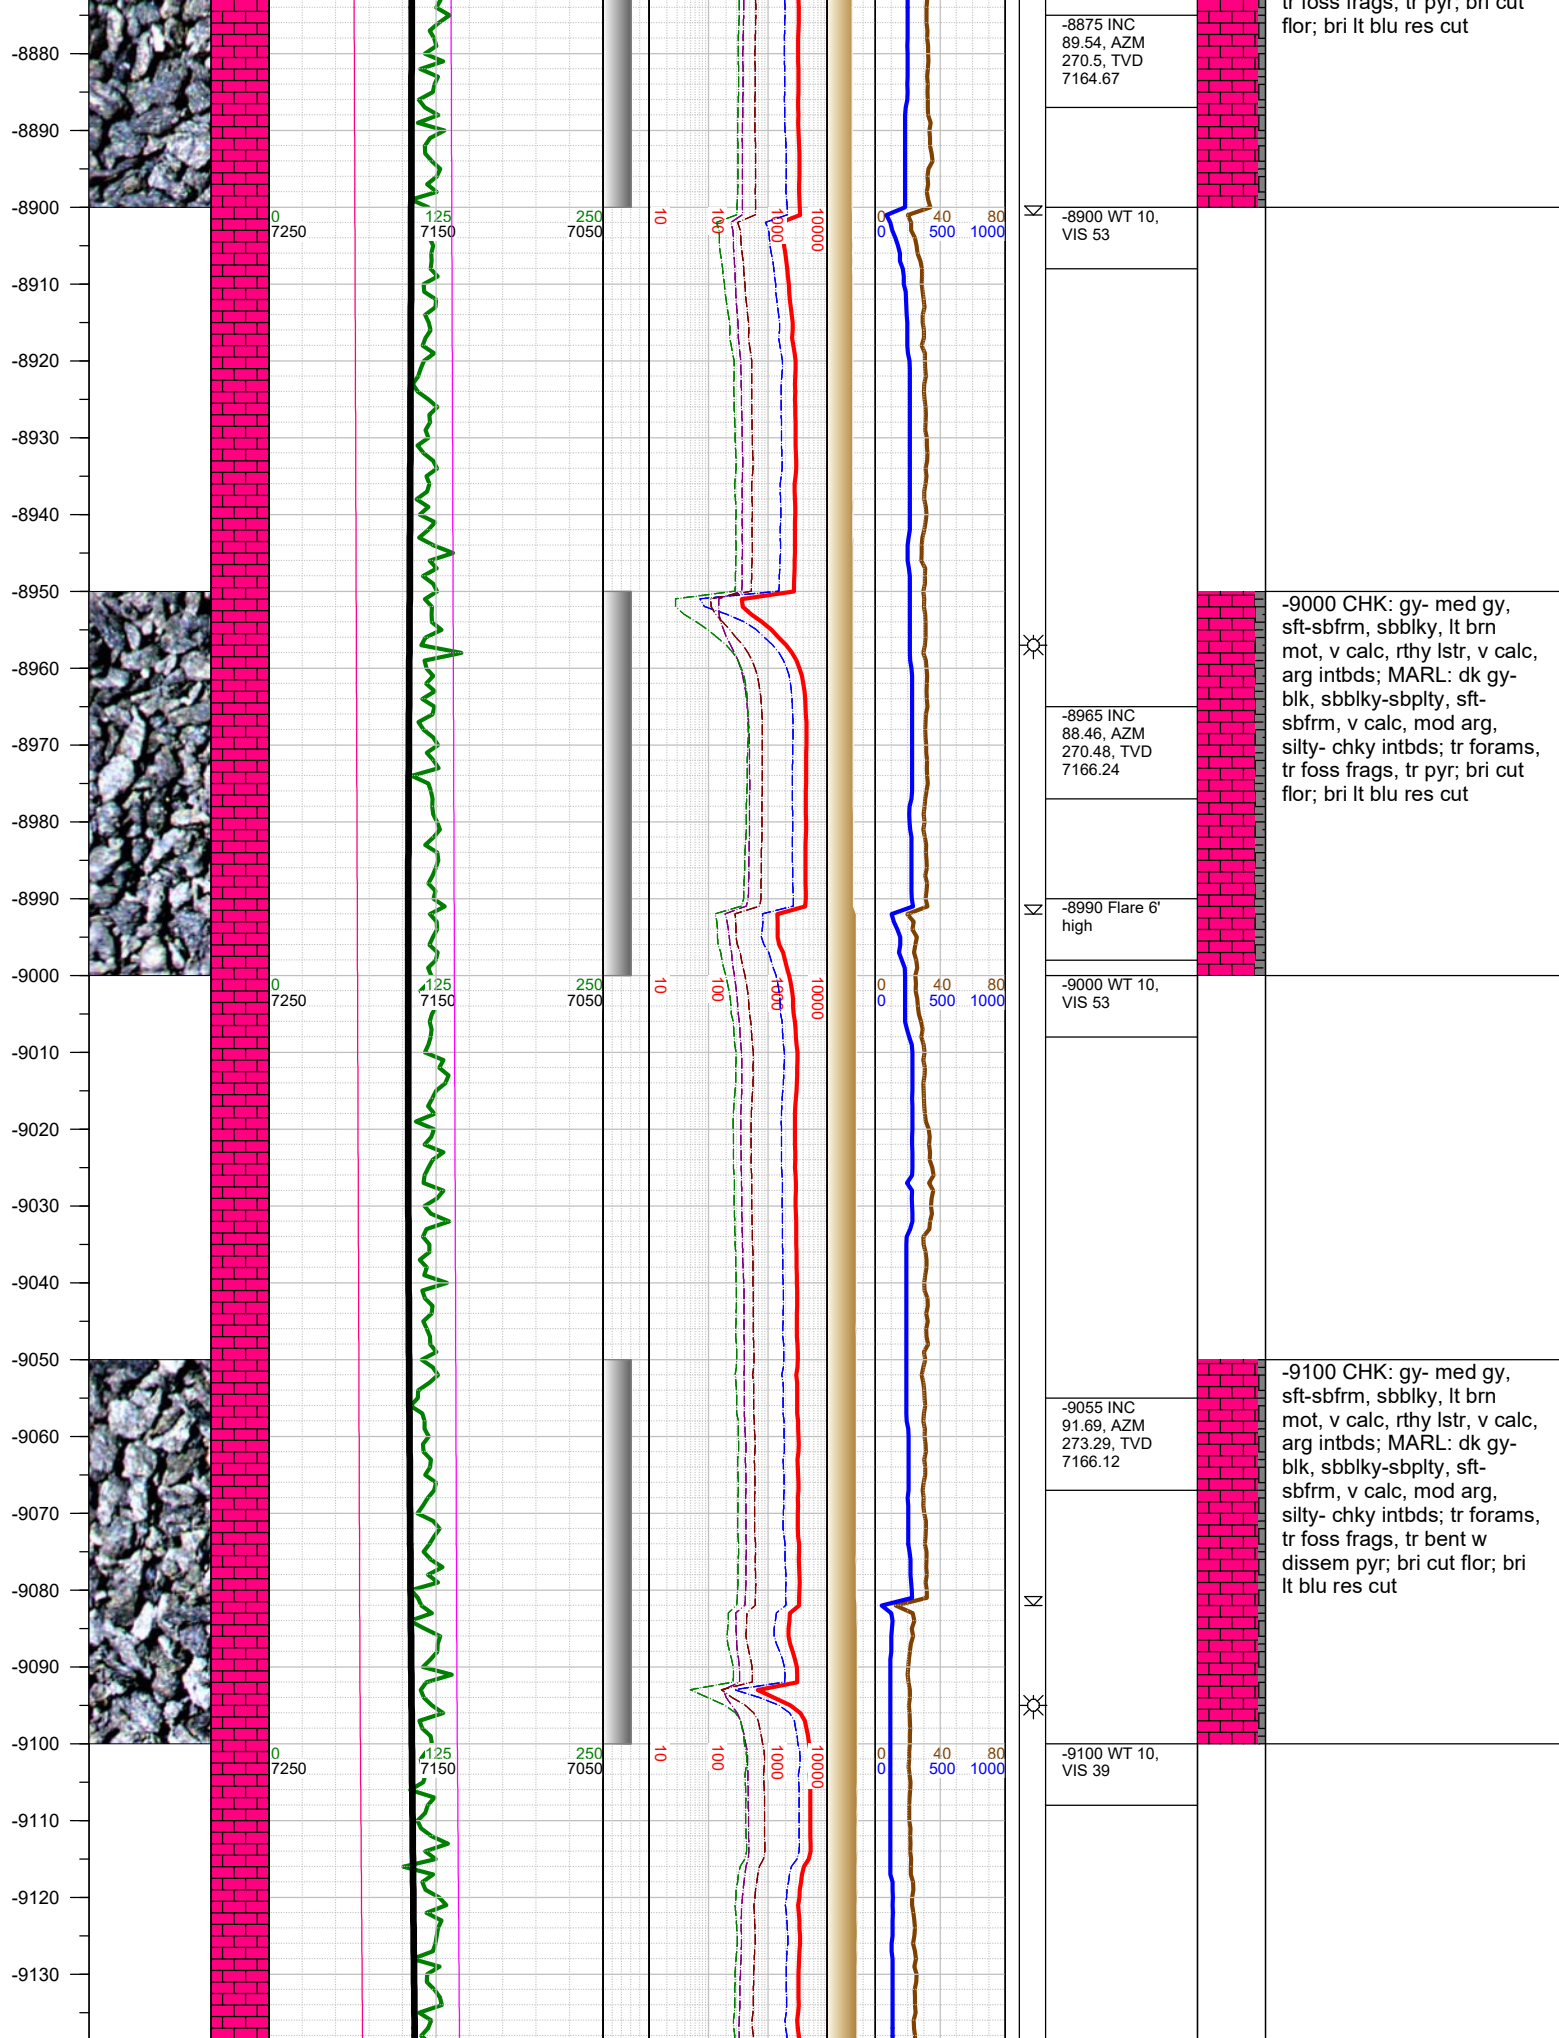 tr foss frags, tr pyr; bri cut
flor; bri lt blu res cut
-8875 INC
89.54, AZM
270.5, TVD
7164.67
-8880
-8890
-8900
0 125 250
7250 7150 7050
10 100 1000 10000
0 40 80
0 500 1000
-8900 WT 10,
VIS 53
-8910
-8920
-8930
-8940
-8950
-9000 CHK: gy- med gy,
sft-sbfrm, sbblky, lt brn
mot, v calc, rthy lstr, v calc,
arg intbds; MARL: dk gy-
blk, sbblky-sbplty, sft-
sbfrm, v calc, mod arg,
silty- chky intbds; tr forams,
tr foss frags, tr pyr; bri cut
flor; bri lt blu res cut
-8960
-8965 INC
88.46, AZM
270.48, TVD
7166.24
-8970
-8980
-8990
-8990 Flare 6'
high
-9000
0 125 250
7250 7150 7050
10 100 1000 10000
0 40 80
0 500 1000
-9000 WT 10,
VIS 53
-9010
-9020
-9030
-9040
-9050
-9100 CHK: gy- med gy,
sft-sbfrm, sbblky, lt brn
mot, v calc, rthy lstr, v calc,
arg intbds; MARL: dk gy-
blk, sbblky-sbplty, sft-
sbfrm, v calc, mod arg,
silty- chky intbds; tr forams,
tr foss frags, tr bent w
dissem pyr; bri cut flor; bri
lt blu res cut
-9055 INC
91.69, AZM
273.29, TVD
7166.12
-9060
-9070
-9080
-9090
-9100
0 125 250
7250 7150 7050
10 100 1000 10000
0 40 80
0 500 1000
-9100 WT 10,
VIS 39
-9110
-9120
-9130